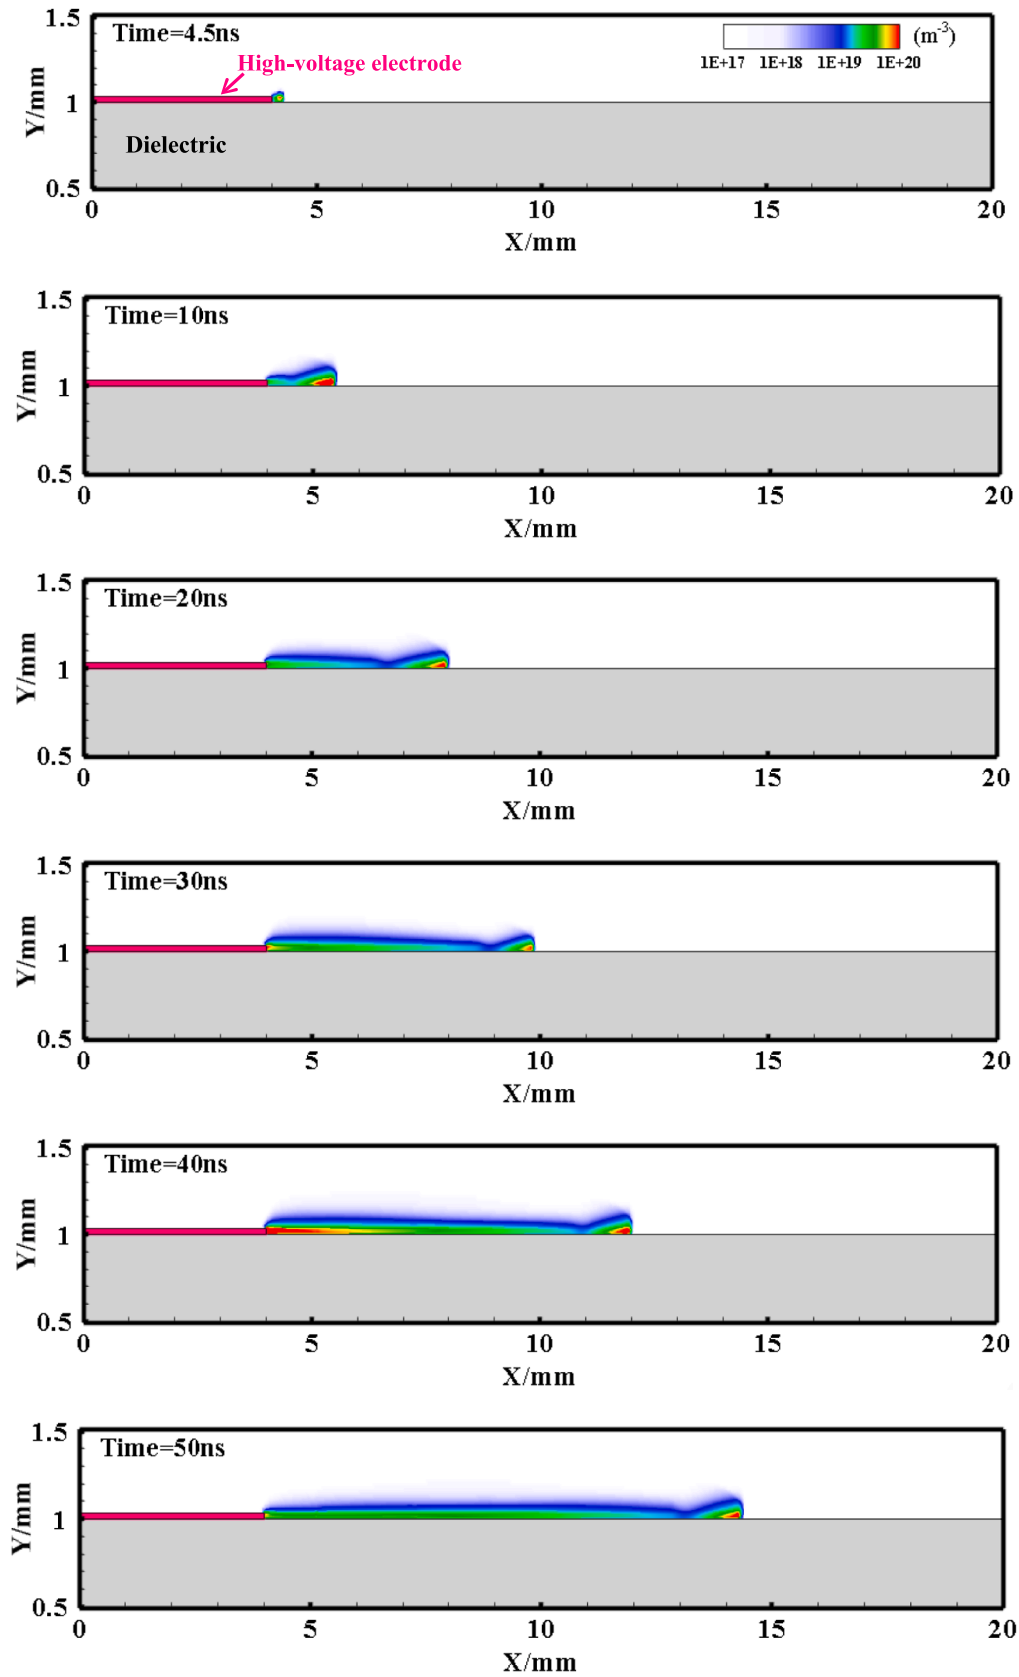 1.5
Time=4.5ns
(m-3)
1E+17 1E+18 1E+19 1E+20
High-voltage electrode
Y/mm
1
Dielectric
0.5
0 5 10 15 20
X/mm
1.5
Time=10ns
Y/mm
1
0.5
0 5 10 15 20
X/mm
1.5
Time=20ns
Y/mm
1
0.5
0 5 10 15 20
X/mm
1.5
Time=30ns
Y/mm
1
0.5
0 5 10 15 20
X/mm
1.5
Time=40ns
Y/mm
1
0.5
0 5 10 15 20
X/mm
1.5
Time=50ns
Y/mm
1
0.5
0 5 10 15 20
X/mm